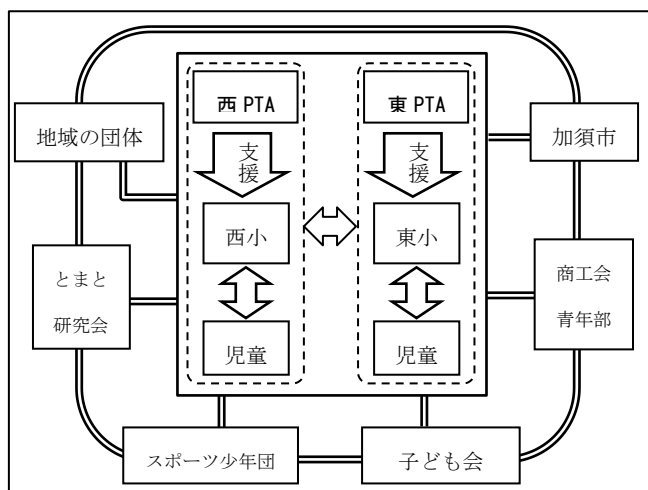 西 PTA
東 PTA
地域の団体
支援
支援
加須市
西小
東小
とまと
研究会
商工会
青年部
児童
児童
スポーツ少年団
子ども会